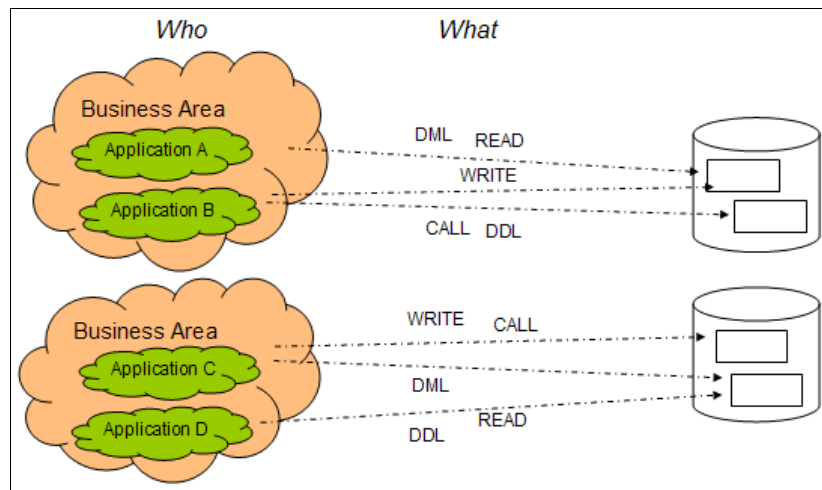 Who What
Business Area
Application A
DML READ
WRITE
Application B
CALL DDL
Business Area
WRITE CALL
Application C
DML
Application D
DDL READ